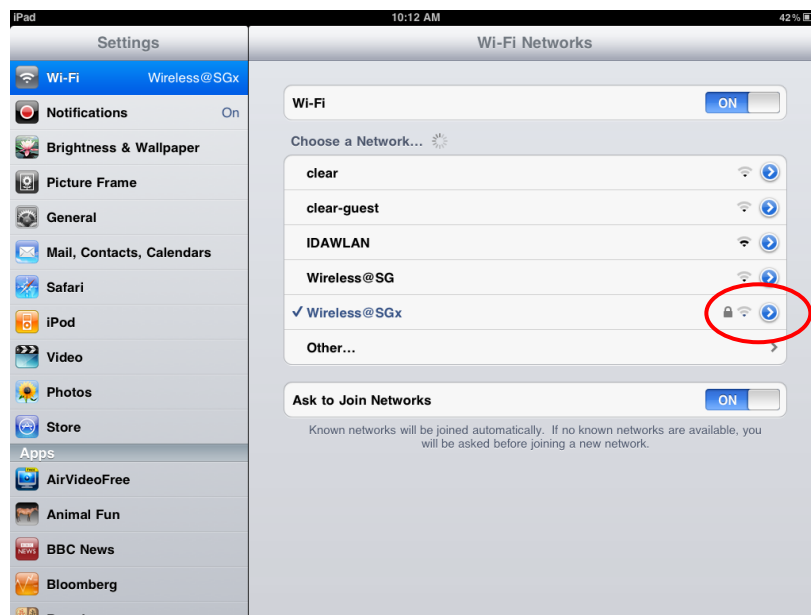 iPad
10:12 AM
42%
Settings
Wi-Fi Networks
Wi-Fi
Wireless@SGx
Notifications
On
Brightness & Wallpaper
Picture Frame
General
Mail, Contacts, Calendars
Safari
iPod
Video
Photos
Store
Apps
AirVideoFree
Animal Fun
NEWS
BBC News
Bloomberg
Wi-Fi
ON
Choose a Network...
clear
clear-guest
IDAWLAN
Wireless@SG
Wireless@SGx
Other...
Ask to Join Networks
ON
Known networks will be joined automatically. If no known networks are available, you
will be asked before joining a new network.